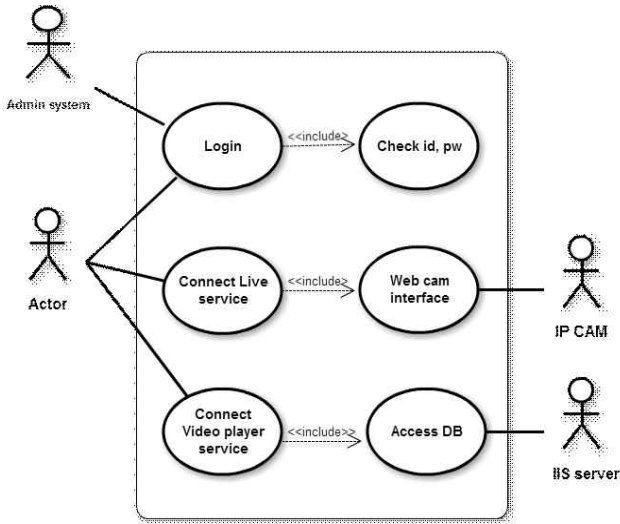 Admin system
Login
<<include>
Check id, pw
Actor
Connect Live
service
<<include>
Web cam
interface
IP CAM
Connect
Video player
service
<<include>>
Access DB
IIS server